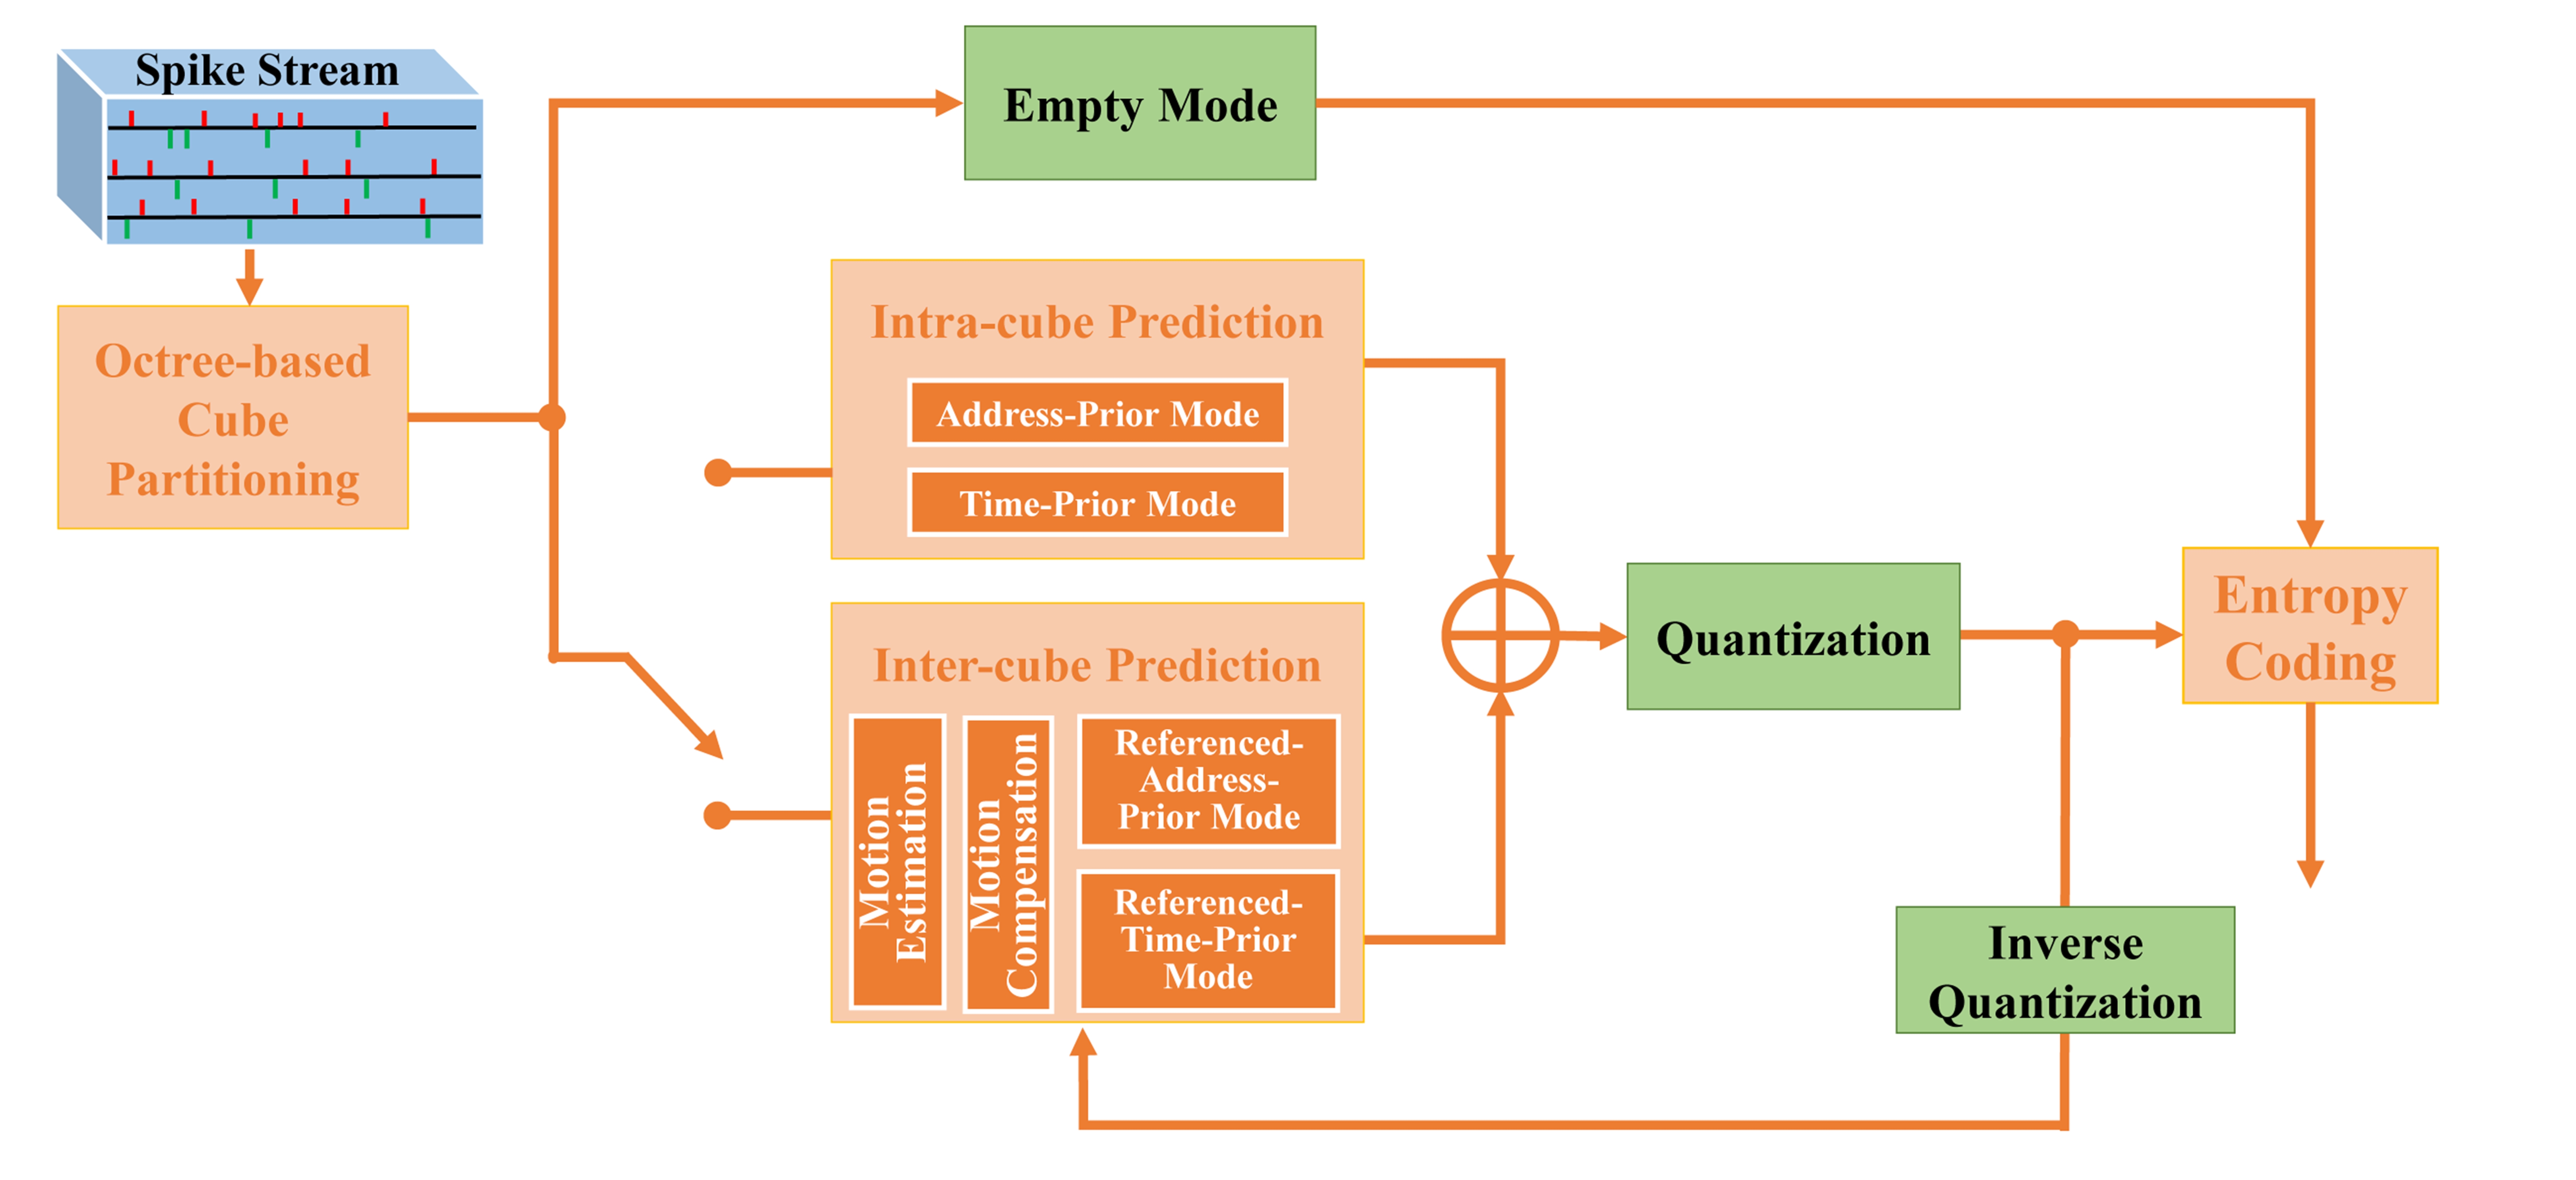 Spike Stream
Empty Mode
Octree-based
Cube
Partitioning
Intra-cube Prediction
Address-Prior Mode
Time-Prior Mode
Inter-cube Prediction
Motion
Estimation
Motion
Compensation
Referenced-
Address-
Prior Mode
Referenced-
Time-Prior
Mode
Quantization
Entropy
Coding
Inverse
Quantization